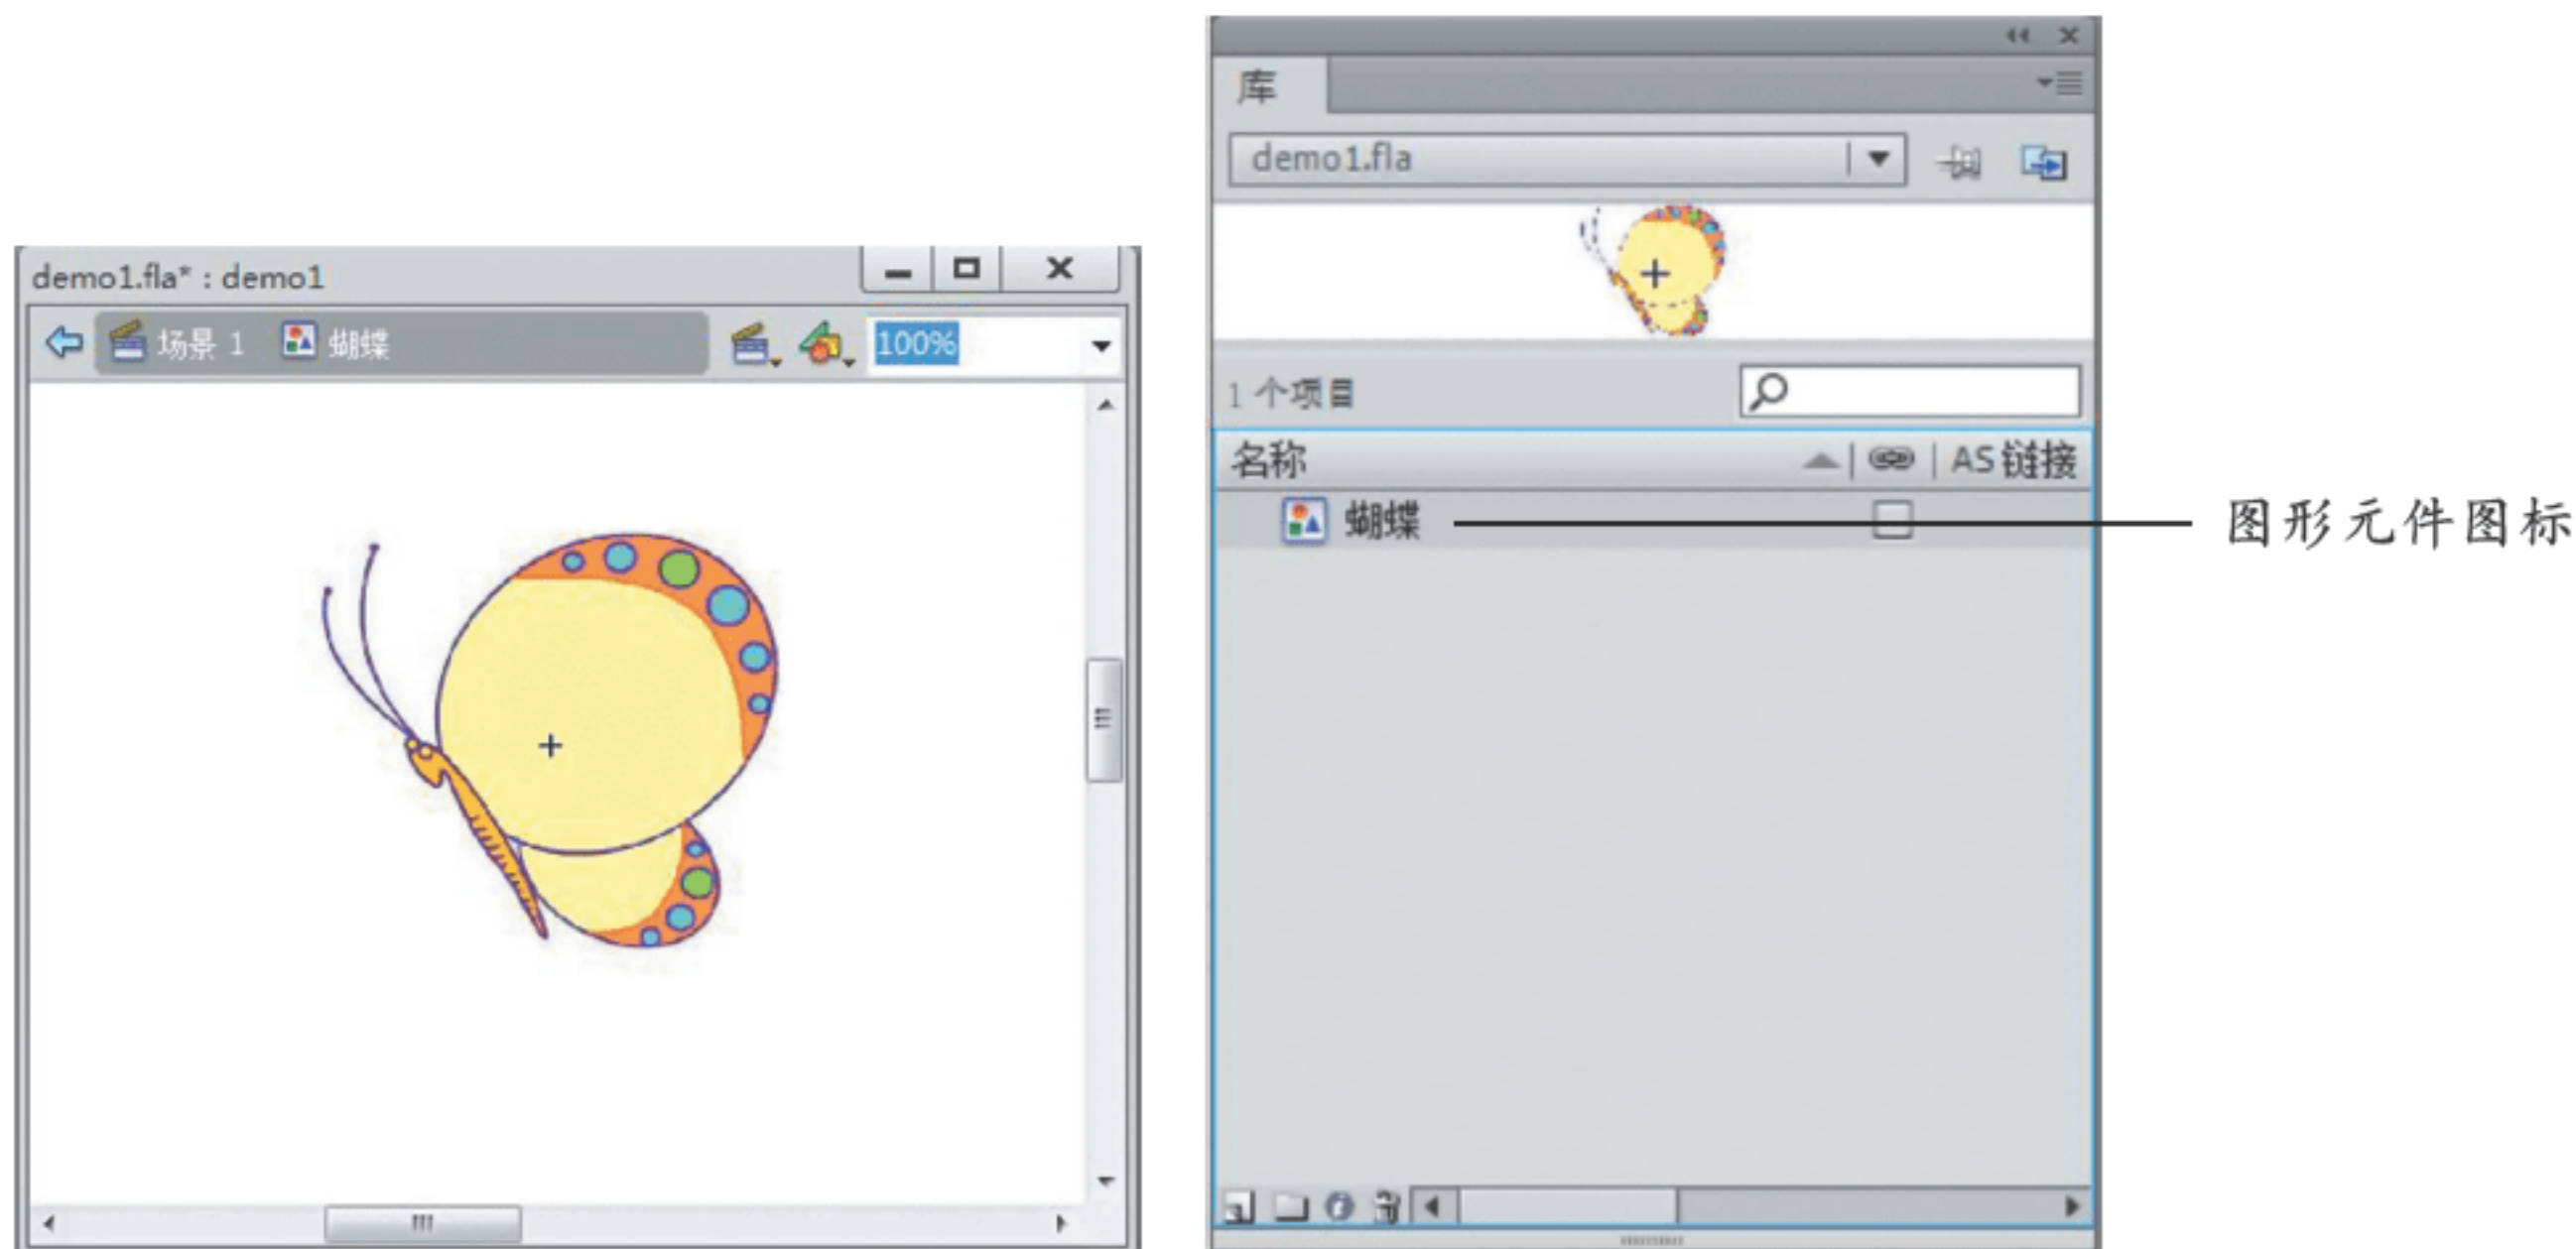 demo1.fla* : demo1
场景 1 蝴蝶 100%
库
demo1.fla
1 个项目
名称 AS 链接
蝴蝶
图形元件图标